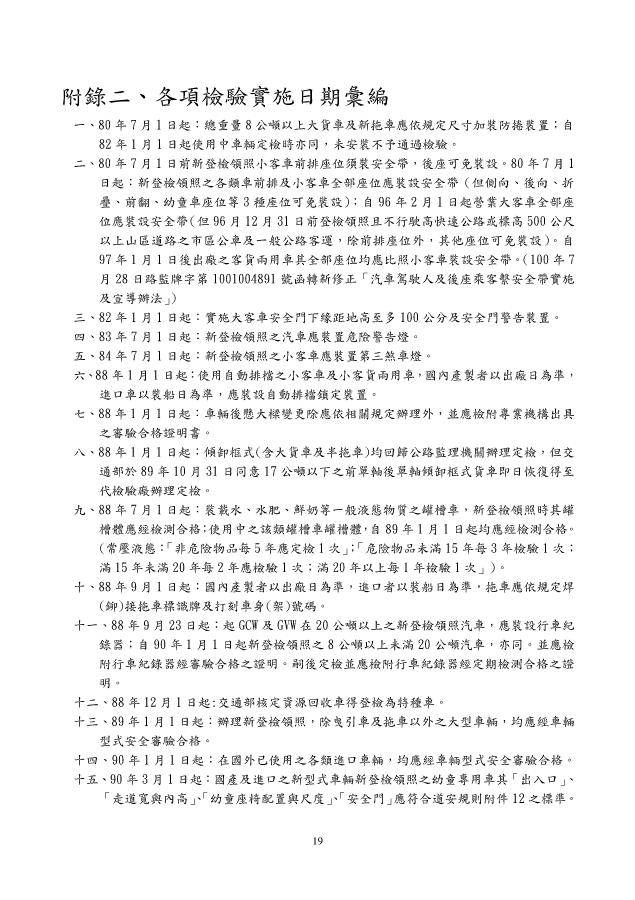 附錄二、各項檢驗實施日期彙編
一、80 年 7 月 1 日起：總重量 8 公噸以上大貨車及新拖車應依規定尺寸加裝防捲裝置；自
82 年 1 月 1 日起使用中車輛定檢時亦同，未安裝不予通過檢驗。
二、80 年 7 月 1 日前新登檢領照小客車前排座位須裝安全帶，後座可免裝設。80 年 7 月 1
日起：新登檢領照之各類車前排及小客車全部座位應裝設安全帶（但側向、後向、折
疊、前翻、幼童車座位等 3 種座位可免裝設）；自 96 年 2 月 1 日起營業大客車全部座
位應裝設安全帶(但 96 月 12 月 31 日前登檢領照且不行駛高快速公路或標高 500 公尺
以上山區道路之市區公車及一般公路客運，除前排座位外，其他座位可免裝設)。自
97 年 1 月 1 日後出廠之客貨兩用車其全部座位均應比照小客車裝設安全帶。(100 年 7
月 28 日路監牌字第 1001004891 號函轉新修正「汽車駕駛人及後座乘客繫安全帶實施
及宣導辦法」)
三、82 年 1 月 1 日起：實施大客車安全門下緣距地高至多 100 公分及安全門警告裝置。
四、83 年 7 月 1 日起：新登檢領照之汽車應裝置危險警告燈。
五、84 年 7 月 1 日起：新登檢領照之小客車應裝置第三煞車燈。
六、88 年 1 月 1 日起：使用自動排檔之小客車及小客貨兩用車，國內產製者以出廠日為準，
進口車以裝船日為準，應裝設自動排檔鎖定裝置。
七、88 年 1 月 1 日起：車輛後懸大樑變更除應依相關規定辦理外，並應檢附專業機構出具
之審驗合格證明書。
八、88 年 1 月 1 日起：傾卸框式(含大貨車及半拖車)均回歸公路監理機關辦理定檢，但交
通部於 89 年 10 月 31 日同意 17 公噸以下之前單軸後單軸傾卸框式貨車即日恢復得至
代檢驗廠辦理定檢。
九、88 年 7 月 1 日起：裝載水、水肥、鮮奶等一般液態物質之罐槽車，新登檢領照時其罐
槽體應經檢測合格；使用中之該類罐槽車罐槽體，自 89 年 1 月 1 日起均應經檢測合格。
(常壓液態：「非危險物品每 5 年應定檢 1 次」；「危險物品未滿 15 年每 3 年檢驗 1 次；
滿 15 年未滿 20 年每 2 年應檢驗 1 次；滿 20 年以上每 1 年檢驗 1 次」)。
十、88 年 9 月 1 日起：國內產製者以出廠日為準，進口者以裝船日為準，拖車應依規定焊
(鉚)接拖車標識牌及打刻車身(架)號碼。
十一、88 年 9 月 23 日起：起 GCW 及 GVW 在 20 公噸以上之新登檢領照汽車，應裝設行車紀
錄器；自 90 年 1 月 1 日起新登檢領照之 8 公噸以上未滿 20 公噸汽車，亦同。並應檢
附行車紀錄器經審驗合格之證明。嗣後定檢並應檢附行車紀錄器經定期檢測合格之證
明。
十二、88 年 12 月 1 日起:交通部核定資源回收車得登檢為特種車。
十三、89 年 1 月 1 日起：辦理新登檢領照，除曳引車及拖車以外之大型車輛，均應經車輛
型式安全審驗合格。
十四、90 年 1 月 1 日起：在國外已使用之各類進口車輛，均應經車輛型式安全審驗合格。
十五、90 年 3 月 1 日起：國產及進口之新型式車輛新登檢領照之幼童專用車其「出入口」、
「走道寬與內高」、「幼童座椅配置與尺度」、「安全門」應符合道安規則附件 12 之標準。
19